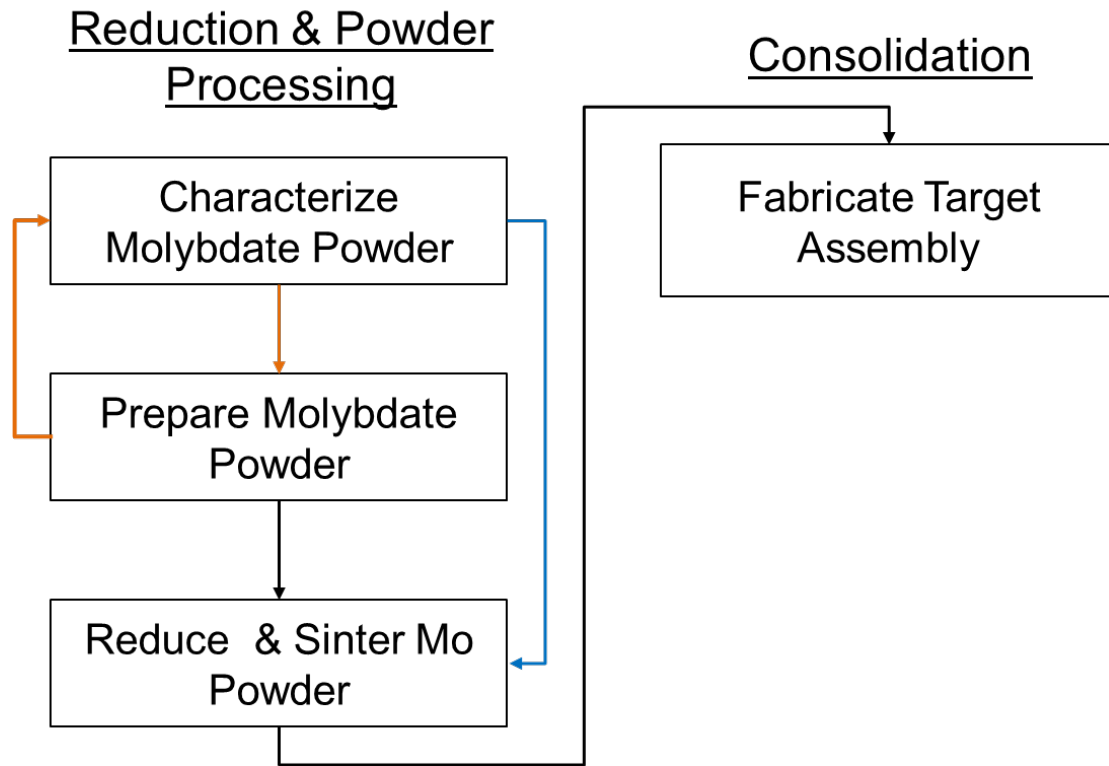 Reduction & Powder
Processing
Characterize
Molybdate Powder
Prepare Molybdate
Powder
Reduce  & Sinter Mo
Powder
Consolidation
Fabricate Target
Assembly